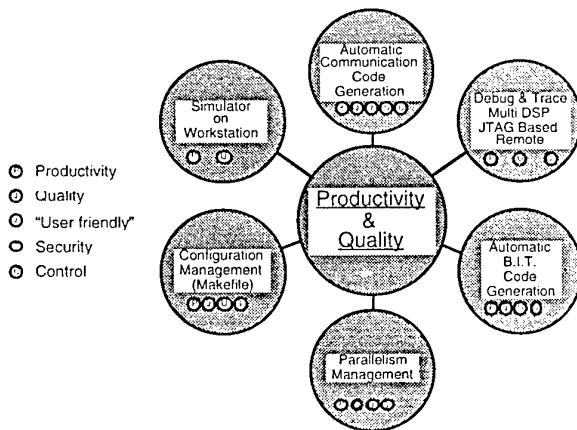 Automatic
Communication
Code
Generation
Simulator
on
Workstation
Debug & Trace
Multi DSP
JTAG Based
Remote
Productivity
Quality
"User friendly"
Security
Control
Productivity
&
Quality
Configuration
Management
(Makefile)
Automatic
B.I.T.
Code
Generation
Parallelism
Management